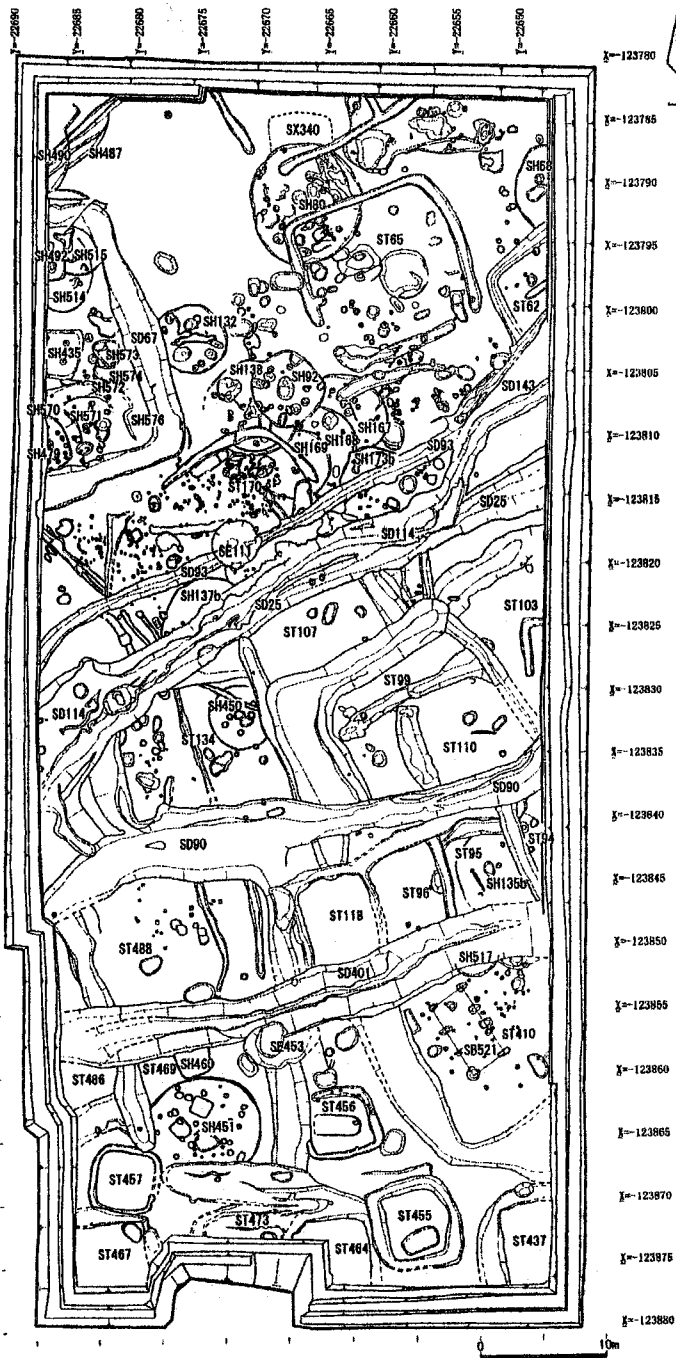 Y=-22690
Y=-22685
Y=-22680
Y=-22675
Y=-22670
Y=-22665
Y=-22660
Y=-22655
Y=-22650
X=-123780
X=-123785
X=-123790
X=-123795
X=-123800
X=-123805
X=-123810
X=-123815
X=-123820
X=-123825
X=-123830
X=-123835
X=-123840
X=-123845
X=-123850
X=-123855
X=-123860
X=-123865
X=-123870
X=-123875
X=-123880
SX340
SH490
SH487
SH68
SH80
ST65
SH492
SH515
SH514
ST62
SD67
SH132
SH435
SH573
SH574
SH572
SH138
SH92
SD143
SH570
SH571
SH576
SH167
SH168
SH169
SD93
SH479
SH173b
ST170
SD25
SD114
SE111
SD93
SH137b
SD25
ST107
ST103
ST99
SD114
SH450
ST134
ST110
SD90
SD90
ST94
ST95
ST96
SH135b
ST118
ST488
SH517
SD401
ST410
SB521
SE453
ST486
ST469
SH460
SH451
ST456
ST457
ST455
ST473
ST467
ST464
ST437
0 10m